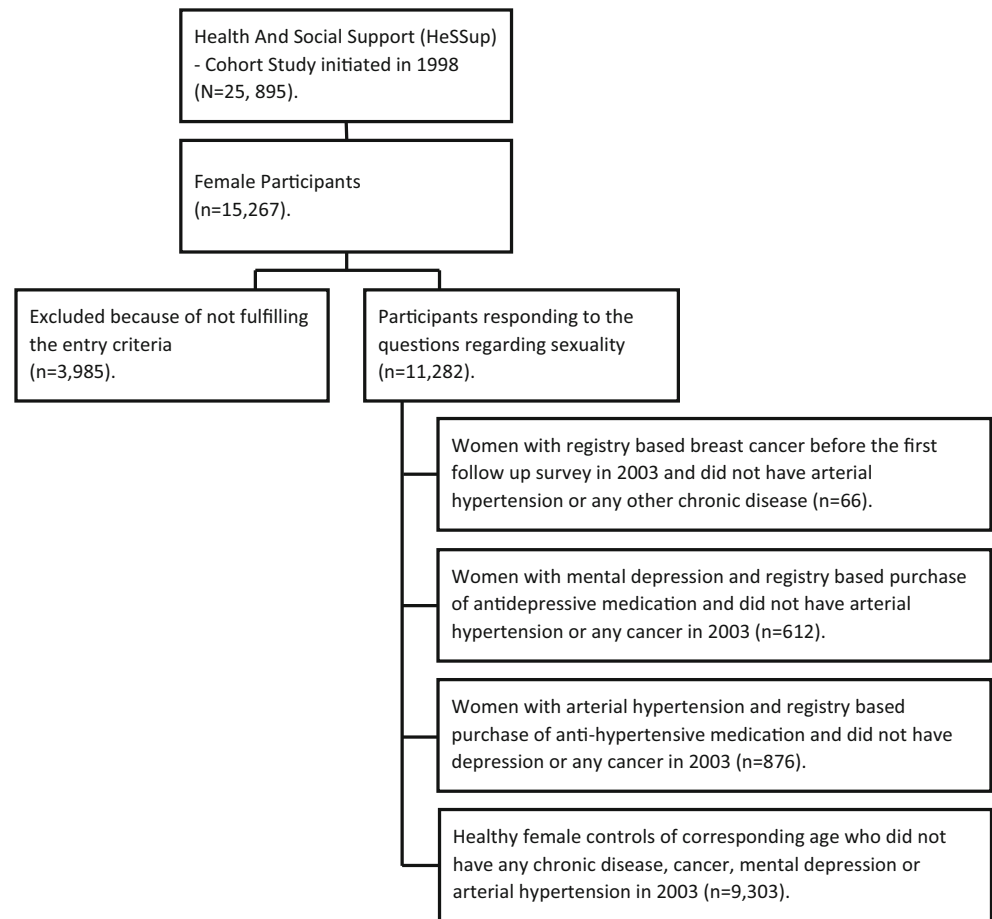 Health And Social Support (HeSSup)
- Cohort Study initiated in 1998
(N=25, 895).
Female Participants
(n=15,267).
Excluded because of not fulfilling
the entry criteria
(n=3,985).
Participants responding to the
questions regarding sexuality
(n=11,282).
Women with registry based breast cancer before the first
follow up survey in 2003 and did not have arterial
hypertension or any other chronic disease (n=66).
Women with mental depression and registry based purchase
of antidepressive medication and did not have arterial
hypertension or any cancer in 2003 (n=612).
Women with arterial hypertension and registry based
purchase of anti-hypertensive medication and did not have
depression or any cancer in 2003 (n=876).
Healthy female controls of corresponding age who did not
have any chronic disease, cancer, mental depression or
arterial hypertension in 2003 (n=9,303).